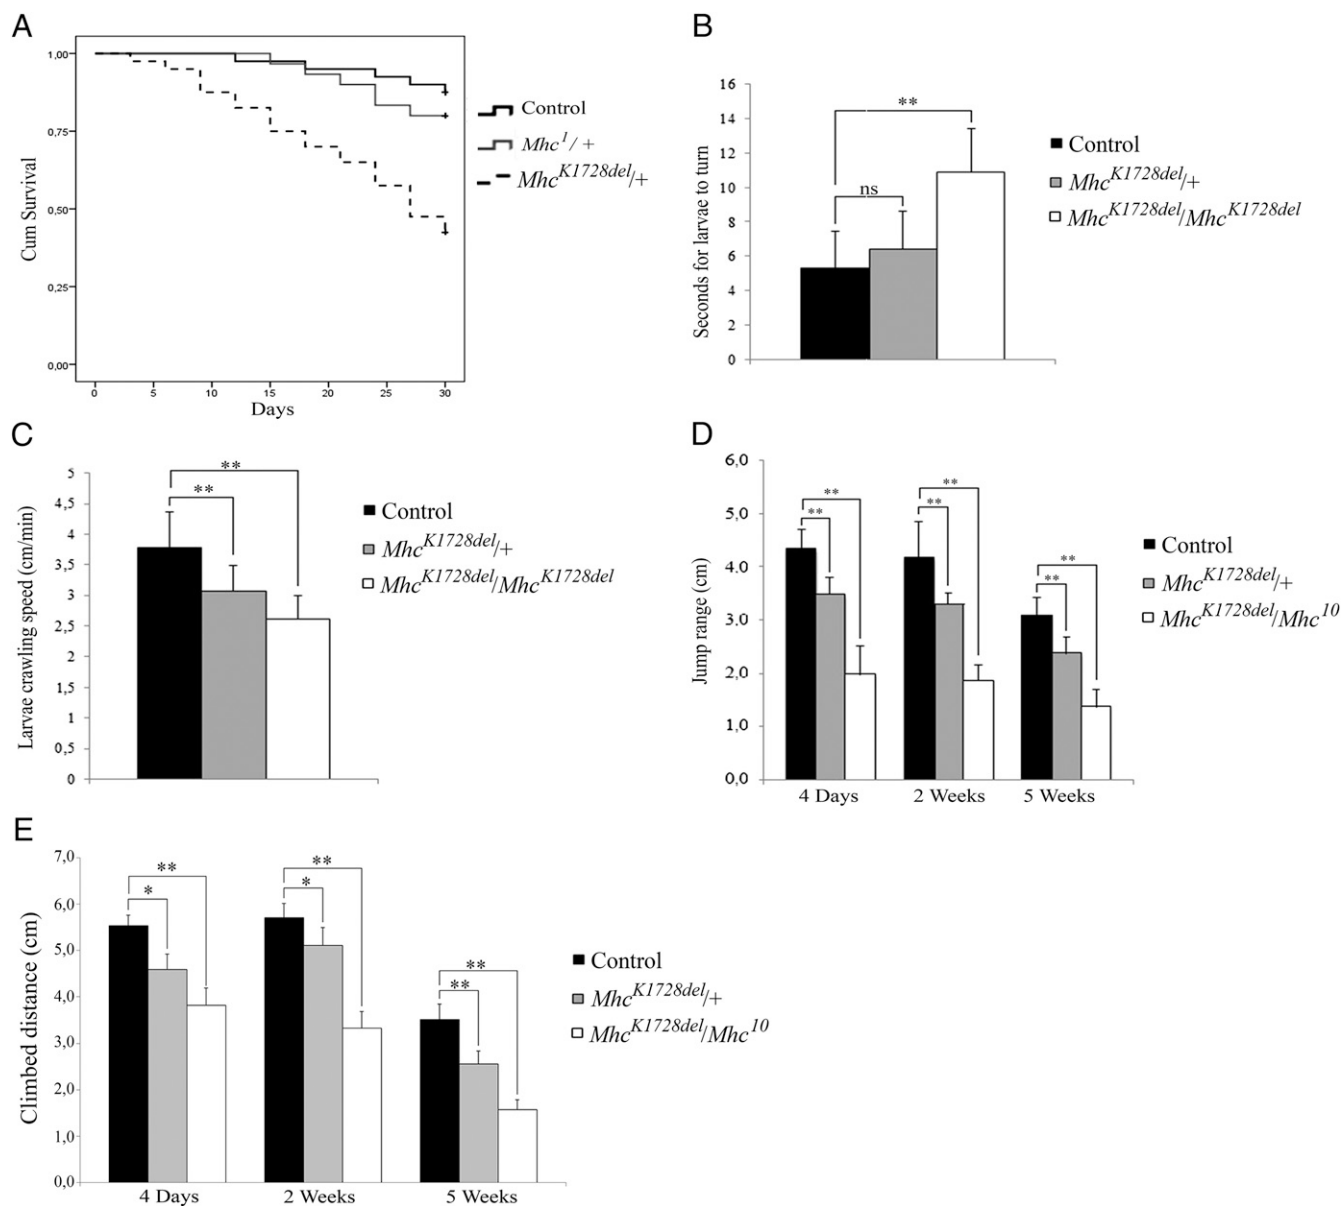 A
1,00
0,75
0,50
0,25
0,00
Cum Survival
0 5 10 15 20 25 30
Days
Control
Mhc1/+
MhcK1728del/+
B
16
14
12
10
8
6
4
2
0
Seconds for larvae to turn
**
ns
Control
MhcK1728del/+
MhcK1728del/MhcK1728del
C
5
4,5
4
3,5
3
2,5
2
1,5
1
0,5
0
Larvae crawling speed (cm/min)
**
**
Control
MhcK1728del/+
MhcK1728del/MhcK1728del
D
6,0
5,0
4,0
3,0
2,0
1,0
0,0
Jump range (cm)
** **
** **
** **
4 Days 2 Weeks 5 Weeks
Control
MhcK1728del/+
MhcK1728del/Mhc10
E
7,0
6,0
5,0
4,0
3,0
2,0
1,0
0,0
Climbed distance (cm)
** *
** *
** **
4 Days 2 Weeks 5 Weeks
Control
MhcK1728del/+
MhcK1728del/Mhc10